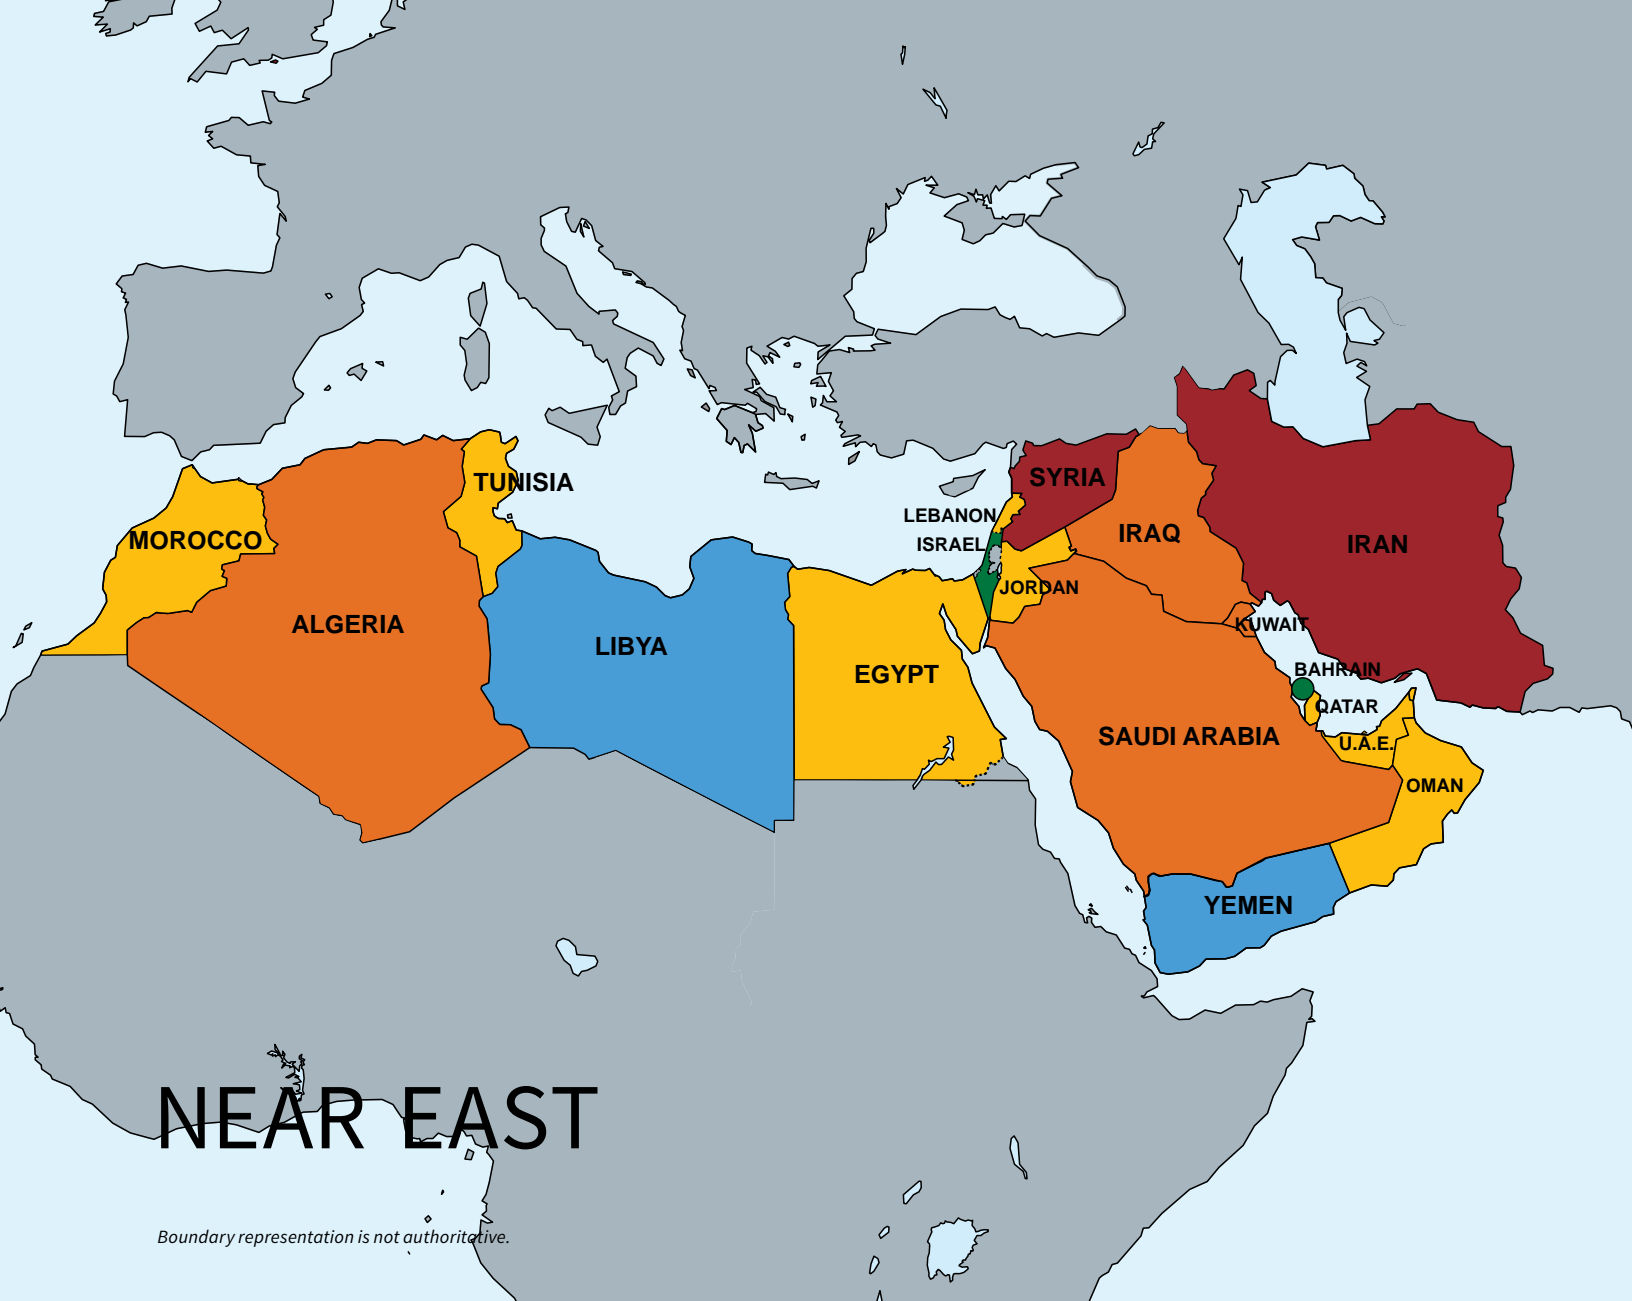 TUNISIA
SYRIA
LEBANON
MOROCCO
IRAQ
ISRAEL
IRAN
JORDAN
ALGERIA
KUWAIT
LIBYA
BAHRAIN
EGYPT
QATAR
SAUDI ARABIA
U.A.E.
OMAN
YEMEN
NEAR EAST
Boundary representation is not authoritative.